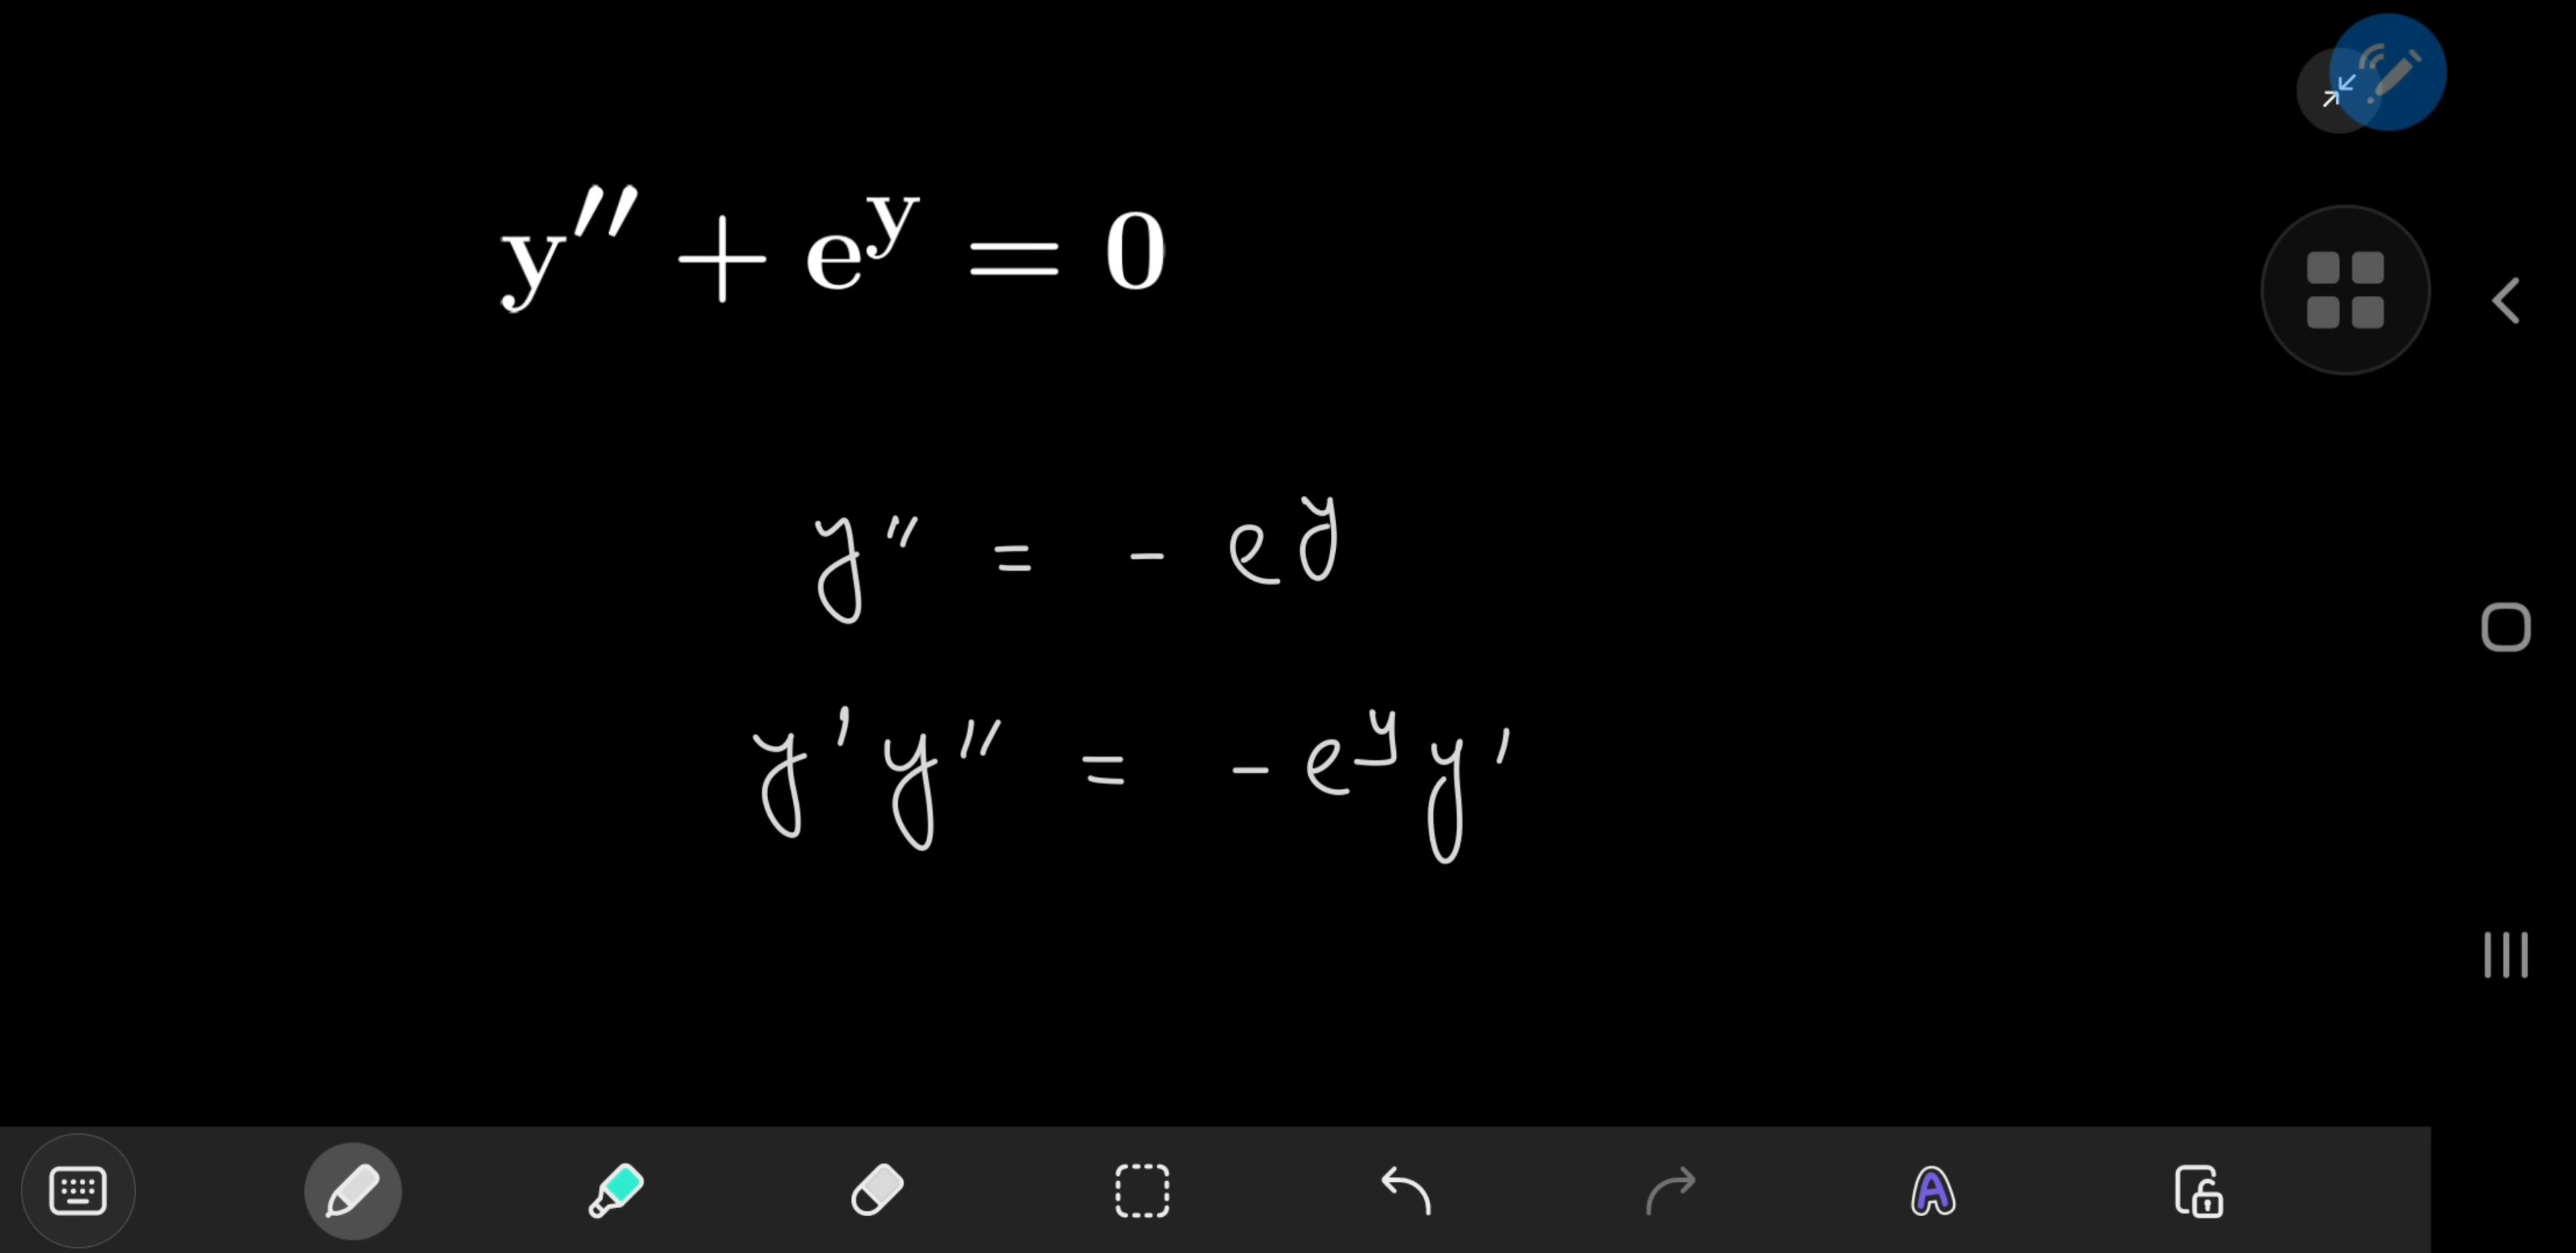 y″ + e^y = 0
y″ = - e^y
y′ y″ = - e^y y′
A